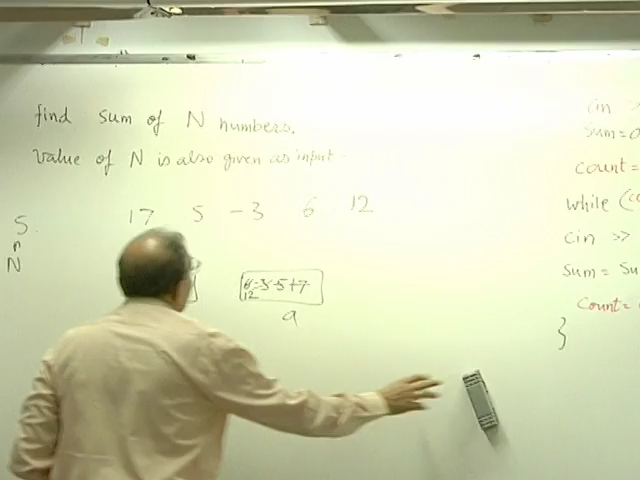 find sum of N numbers.
Value of N is also given as input.
17 5 -3 6 12
5
N
a
cin >
sum=0
count=
while (co
cin >>
sum = su
count=
}